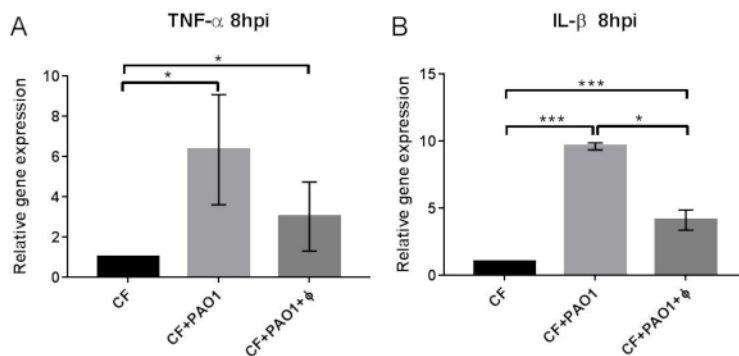 A
TNF-α 8hpi
Relative gene expression
10
8
6
4
2
0
*
*
CF
CF+PAO1
CF+PAO1+ϕ
B
IL-β 8hpi
Relative gene expression
15
10
5
0
***
***
*
CF
CF+PAO1
CF+PAO1+ϕ